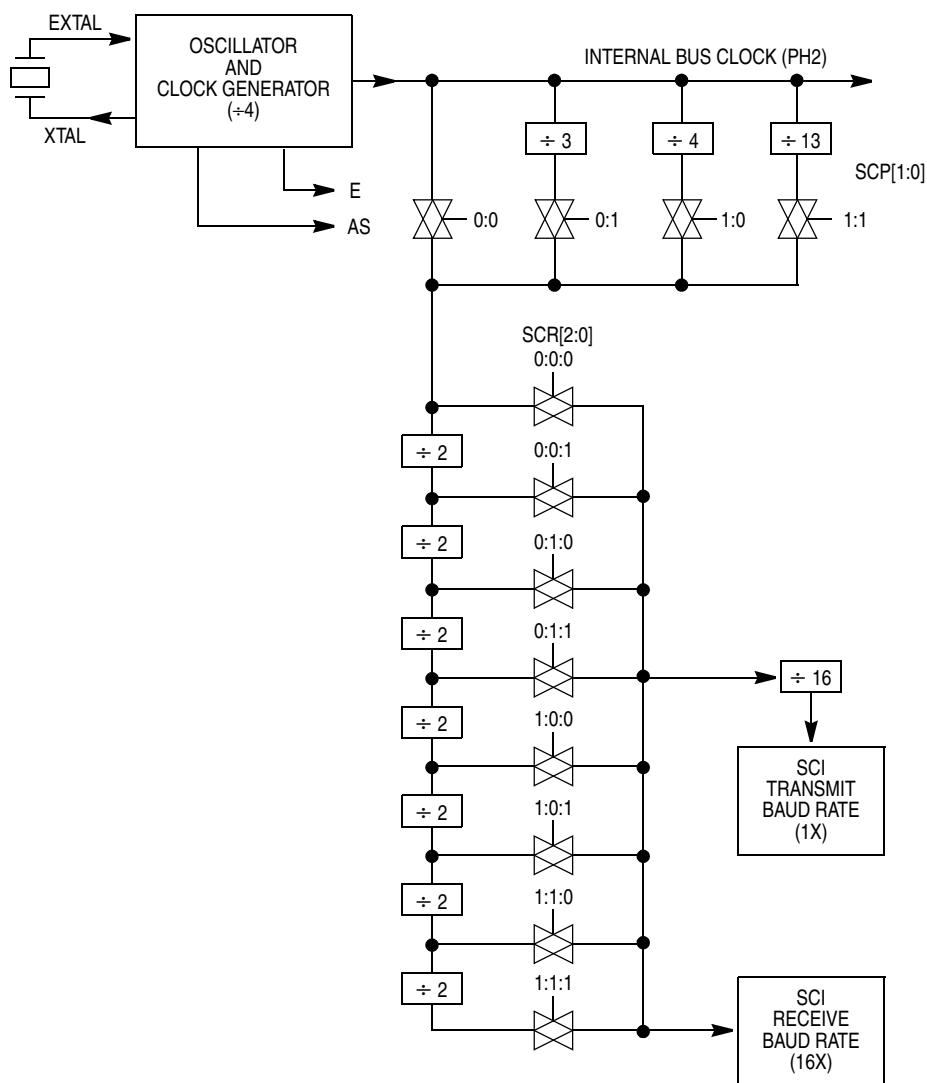 EXTAL
OSCILLATOR
AND
CLOCK GENERATOR
(÷4)
XTAL
E
AS
INTERNAL BUS CLOCK (PH2)
÷ 3
÷ 4
÷ 13
SCP[1:0]
0:0
0:1
1:0
1:1
SCR[2:0]
0:0:0
÷ 2
0:0:1
÷ 2
0:1:0
÷ 2
0:1:1
÷ 2
1:0:0
÷ 2
1:0:1
÷ 2
1:1:0
÷ 2
1:1:1
÷ 16
SCI
TRANSMIT
BAUD RATE
(1X)
SCI
RECEIVE
BAUD RATE
(16X)